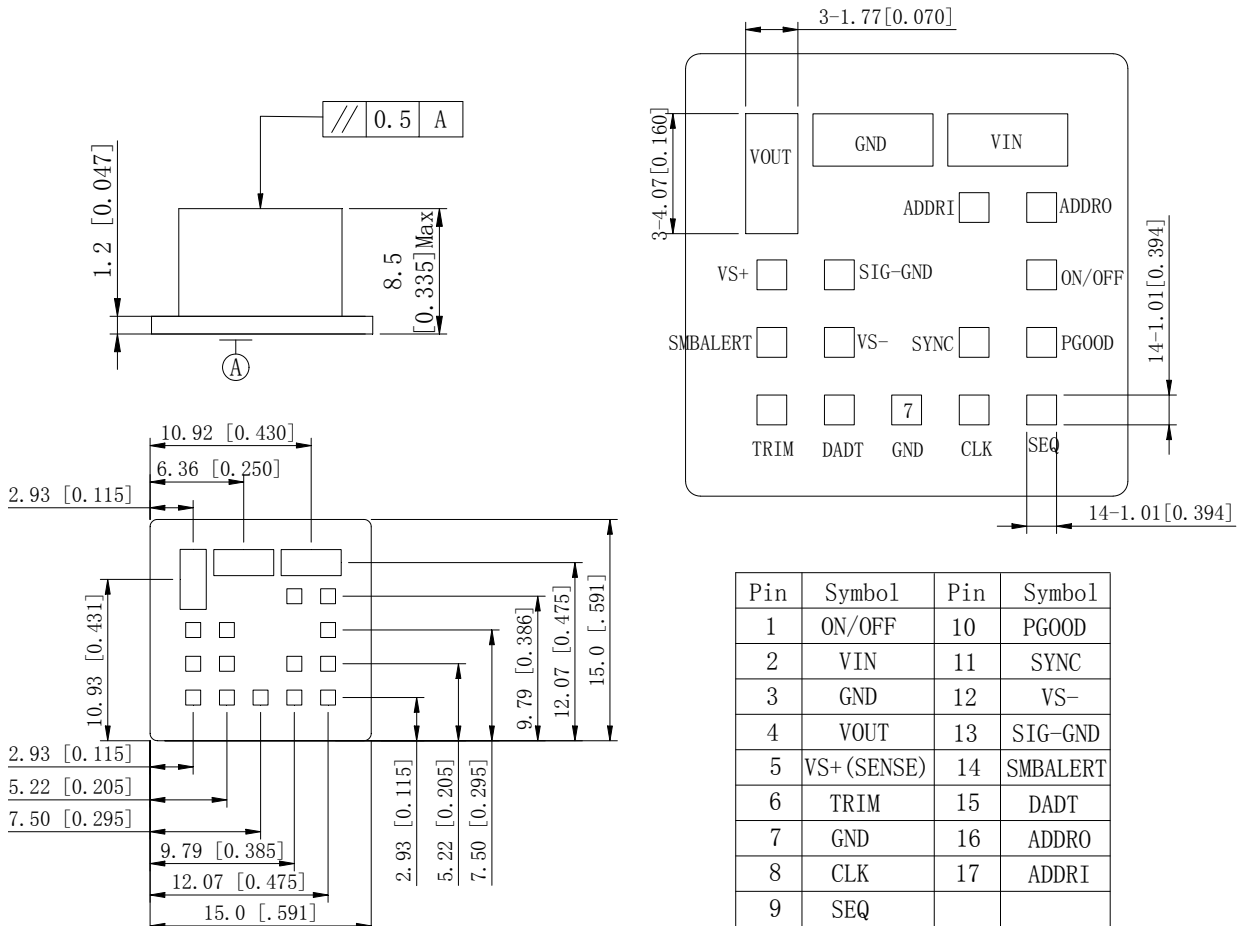 // 0.5 A
1.2 [0.047]
8.5
[0.335]Max
A
3-1.77[0.070]
3-4.07[0.160]
VOUT
GND
VIN
ADDRI
ADDRO
VS+
SIG-GND
ON/OFF
SMBALERT
VS-
SYNC
PGOOD
14-1.01[0.394]
7
TRIM
DADT
GND
CLK
SEQ
14-1.01[0.394]
10.92 [0.430]
6.36 [0.250]
2.93 [0.115]
10.93 [0.431]
9.79 [0.386]
12.07 [0.475]
15.0 [.591]
2.93 [0.115]
5.22 [0.205]
7.50 [0.295]
9.79 [0.385]
12.07 [0.475]
15.0 [.591]
2.93 [0.115]
5.22 [0.205]
7.50 [0.295]
Pin Symbol Pin Symbol
1 ON/OFF 10 PGOOD
2 VIN 11 SYNC
3 GND 12 VS-
4 VOUT 13 SIG-GND
5 VS+(SENSE) 14 SMBALERT
6 TRIM 15 DADT
7 GND 16 ADDRO
8 CLK 17 ADDRI
9 SEQ